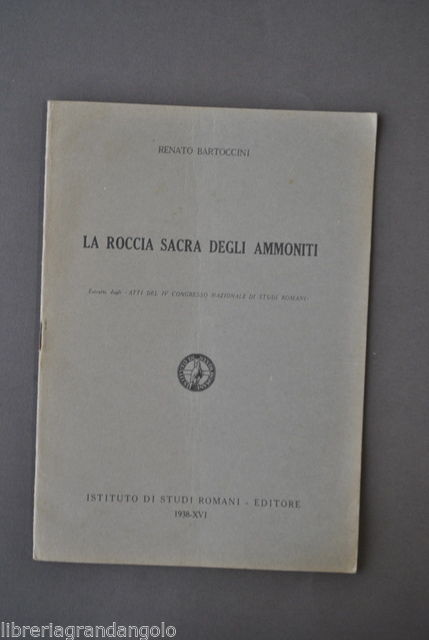 RENATO BARTOCCINI
LA ROCCIA SACRA DEGLI AMMONITI
Estratto dagli «ATTI DEL IV CONGRESSO NAZIONALE DI STUDI ROMANI»
ISTITUTO DI STUDI ROMANI - EDITORE
1938-XVI
libreriagrandangolo